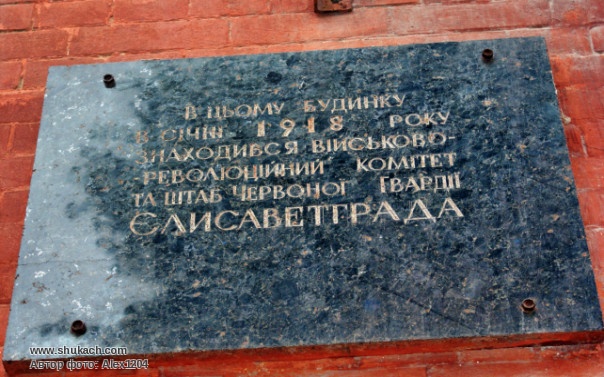 В ЦЬОМУ БУДИНКУ
В СІЧНІ 1918 РОКУ
ЗНАХОДИВСЯ ВІЙСЬКОВО-
РЕВОЛЮЦІЙНИЙ КОМІТЕТ
ТА ШТАБ ЧЕРВОНОЇ ГВАРДІЇ
ЄЛИСАВЕТГРАДА
www.shukach.com
Автор фото: Alex1204